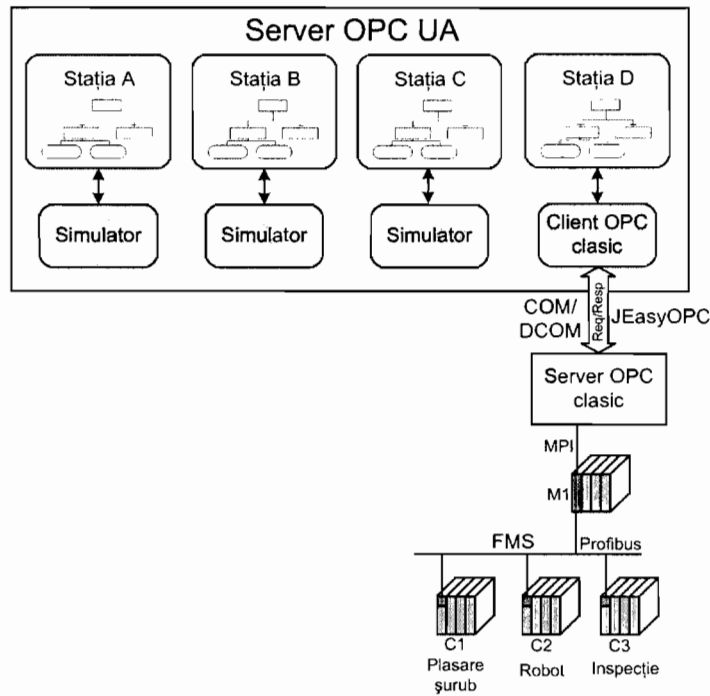 Server OPC UA
Stația A
Stația B
Stația C
Stația D
Simulator
Simulator
Simulator
Client OPC
clasic
COM/
DCOM
Req/Resp
JEasyOPC
Server OPC
clasic
MPI
M1
FMS
Profibus
C1
Plasare
șurub
C2
Robot
C3
Inspecție